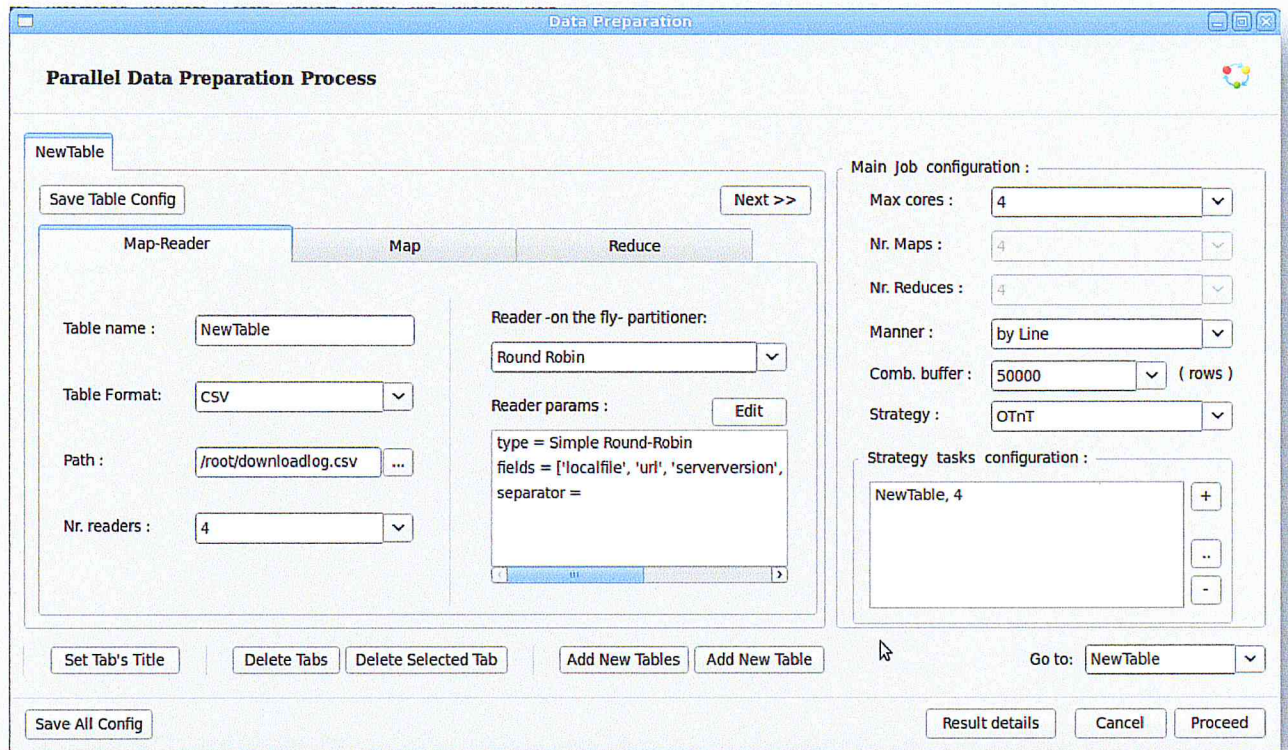 Data Preparation
Parallel Data Preparation Process
NewTable
Save Table Config
Next >>
Map-Reader
Map
Reduce
Table name :
NewTable
Table Format:
CSV
Path :
/root/downloadlog.csv
...
Nr. readers :
4
Reader -on the fly- partitioner:
Round Robin
Reader params :
Edit
type = Simple Round-Robin
fields = ['localfile', 'url', 'serverversion',
separator =
Main Job configuration :
Max cores :
4
Nr. Maps :
4
Nr. Reduces :
4
Manner :
by Line
Comb. buffer :
50000
( rows )
Strategy :
OTnT
Strategy tasks configuration :
NewTable, 4
+
..
-
Set Tab's Title
Delete Tabs
Delete Selected Tab
Add New Tables
Add New Table
Go to:
NewTable
Save All Config
Result details
Cancel
Proceed